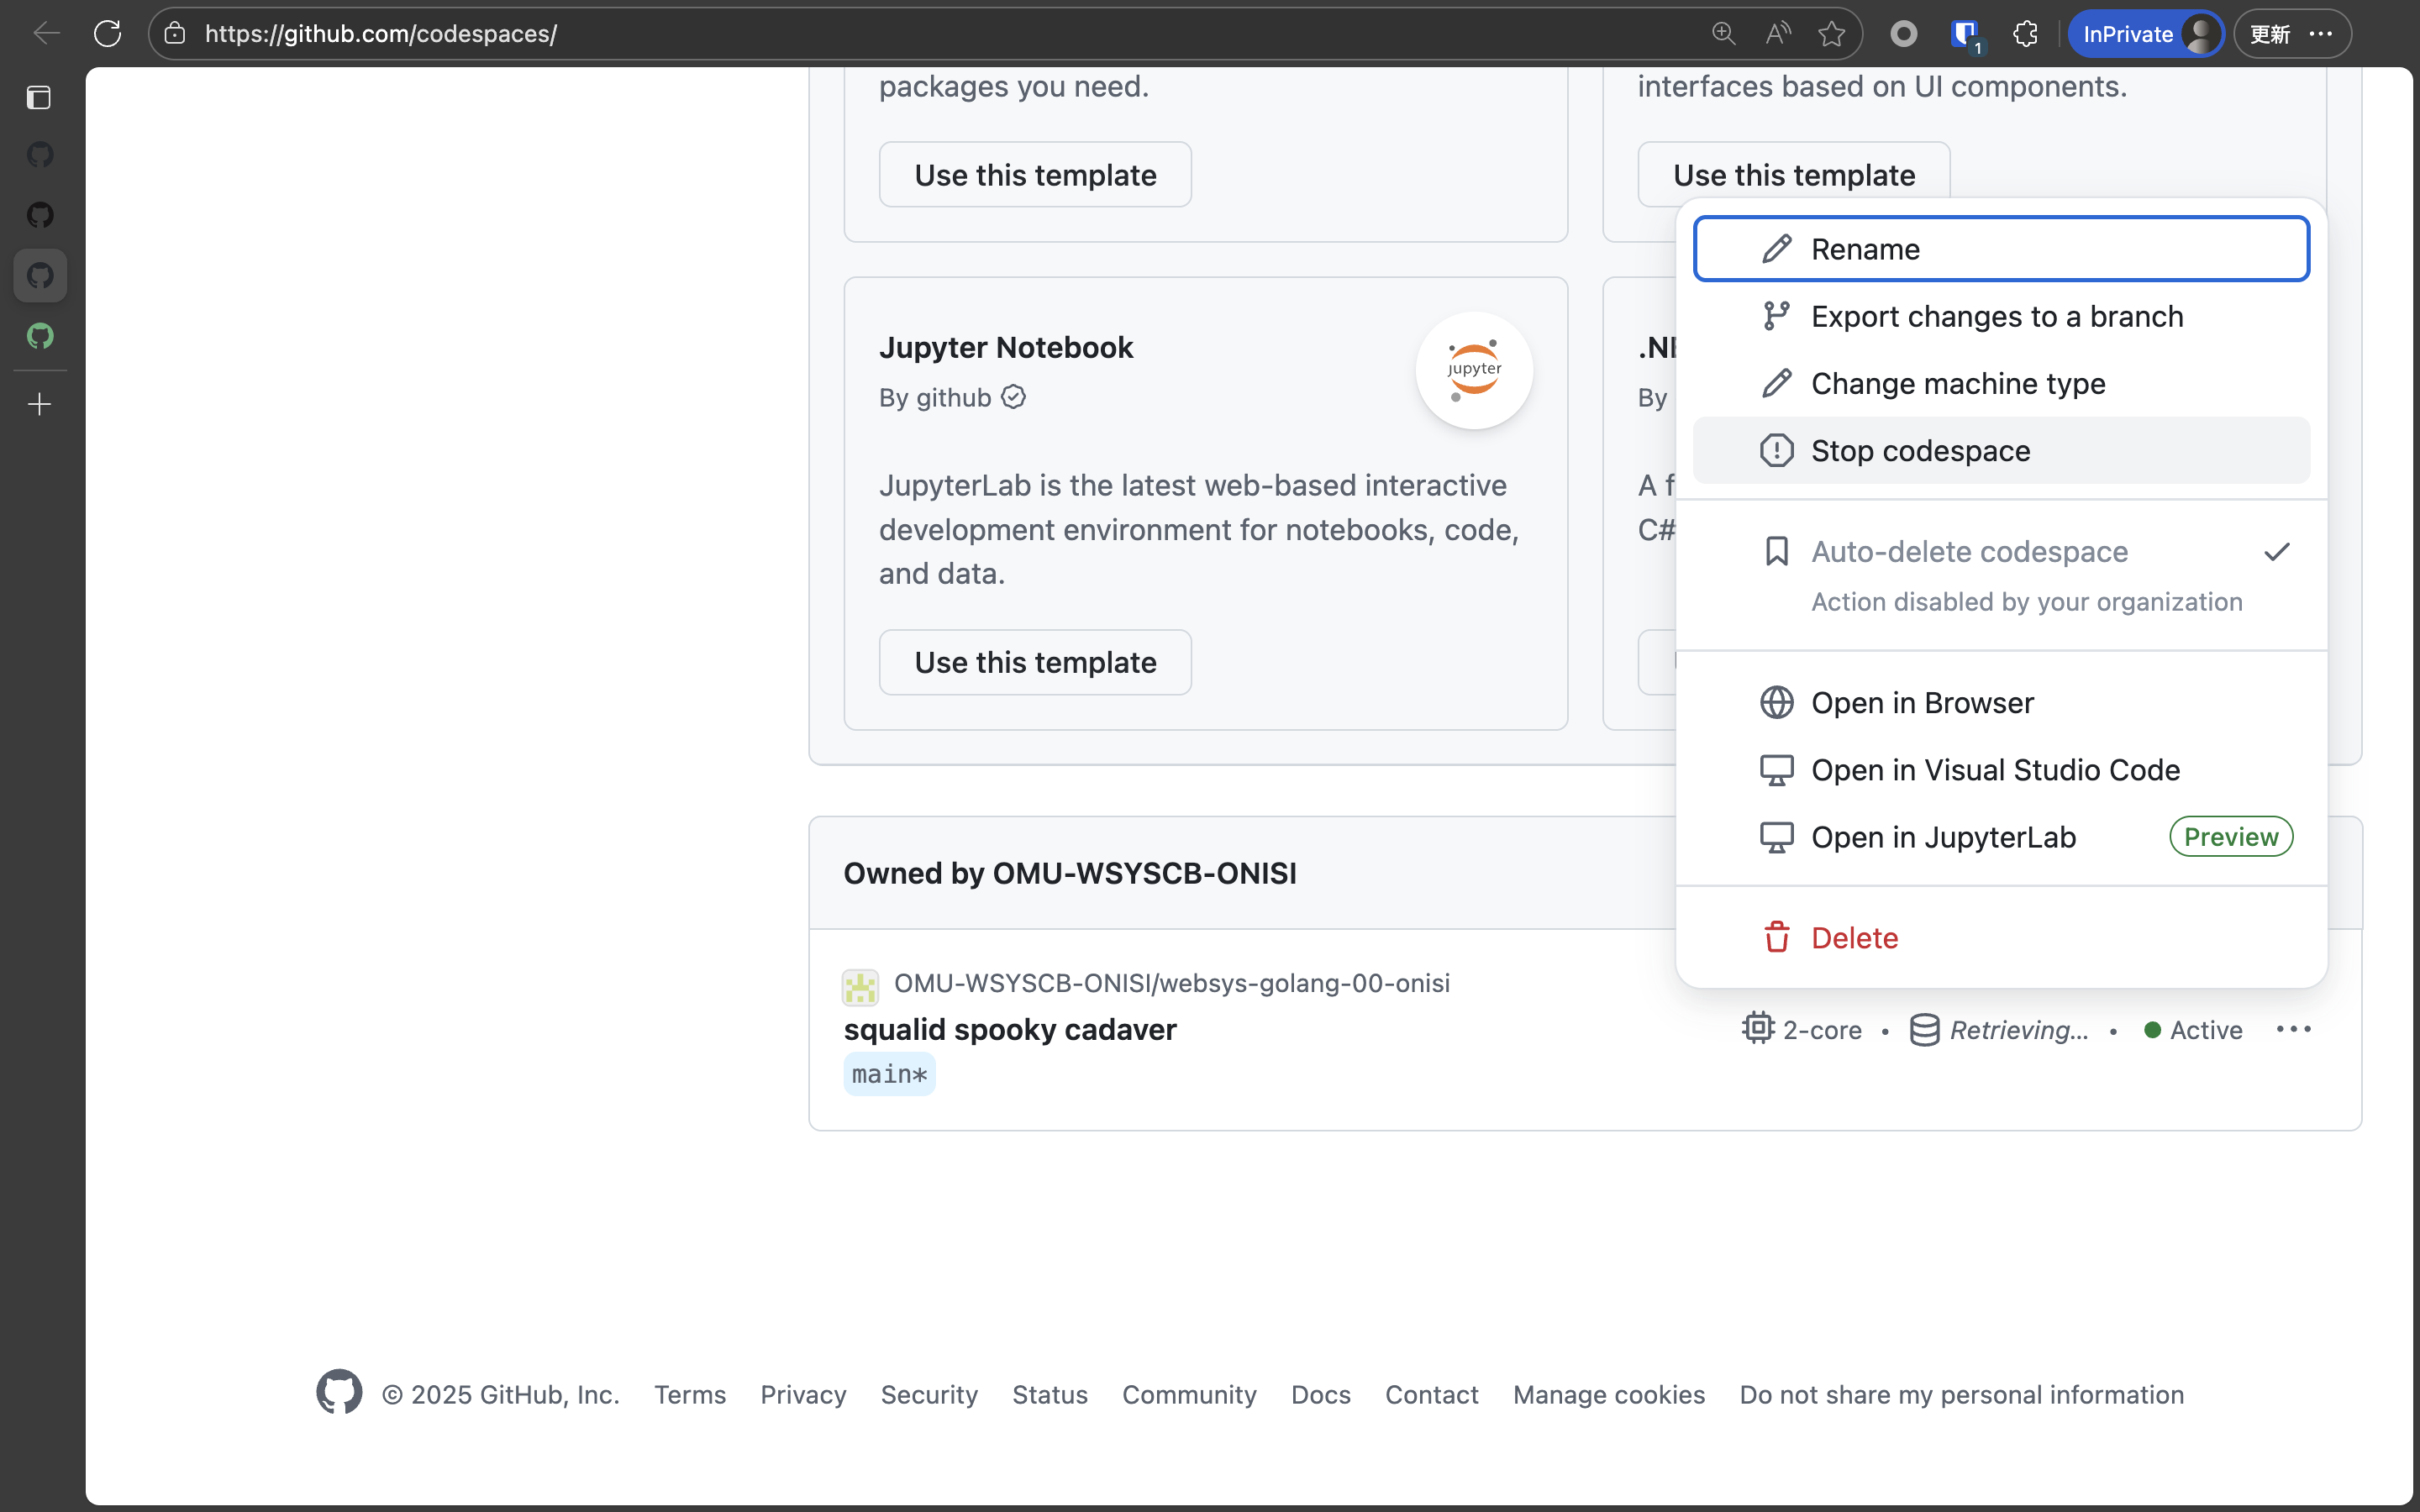 https://github.com/codespaces/
1
InPrivate
更新
packages you need.
Use this template
interfaces based on UI components.
Use this template
Jupyter Notebook
By github
jupyter
JupyterLab is the latest web-based interactive
development environment for notebooks, code,
and data.
Use this template
By
C#
Rename
Export changes to a branch
Change machine type
Stop codespace
Auto-delete codespace
Action disabled by your organization
Open in Browser
Open in Visual Studio Code
Open in JupyterLab Preview
Delete
Owned by OMU-WSYSCB-ONISI
OMU-WSYSCB-ONISI/websys-golang-00-onisi
squalid spooky cadaver
2-core • Retrieving... • Active
main*
© 2025 GitHub, Inc. Terms Privacy Security Status Community Docs Contact Manage cookies Do not share my personal information